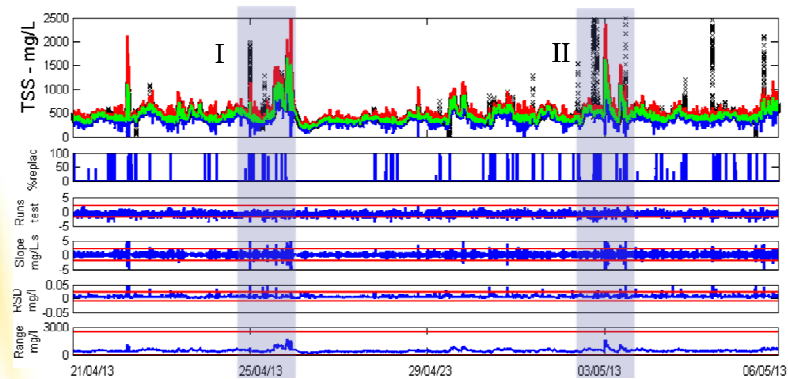 2500
2000
1500
1000
500
0
TSS - mg/L
I
II
100
50
0
%replac
5
0
-5
Runs
test
5
0
-5
Slope
mg/L.s
0.05
0
-0.05
RSD
mg/l
3000
0
Range
mg/l
21/04/13 25/04/13 29/04/13 03/05/13 06/05/13